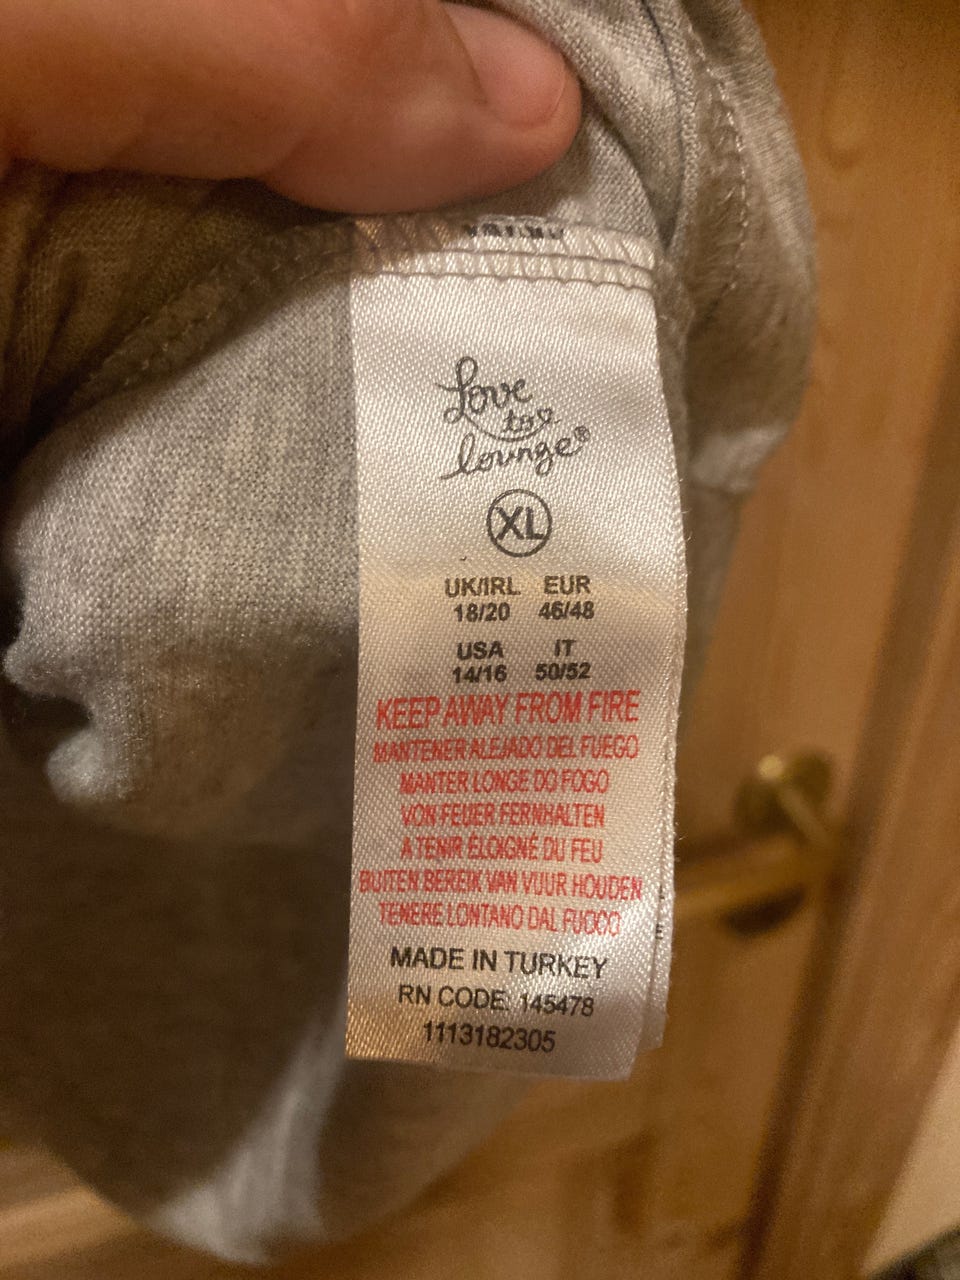 Love
to
lounge®
XL
UK/IRL EUR
18/20 46/48
USA IT
14/16 50/52
KEEP AWAY FROM FIRE
MANTENER ALEJADO DEL FUEGO
MANTER LONGE DO FOGO
VON FEUER FERNHALTEN
A TENIR ÉLOIGNÉ DU FEU
BUITEN BEREIK VAN VUUR HOUDEN
TENERE LONTANO DAL FUOCO
MADE IN TURKEY
RN CODE: 145478
1113182305